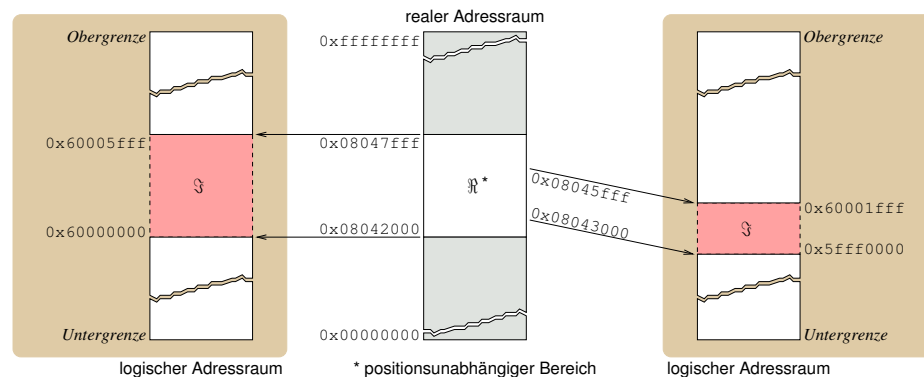 realer Adressraum
Obergrenze
0xffffffff
Obergrenze
0x60005fff
0x08047fff
ℑ
ℜ *
0x08045fff
0x60001fff
0x60000000
0x08042000
0x08043000
ℑ
0x5fff0000
Untergrenze
0x00000000
Untergrenze
logischer Adressraum
* positionsunabhängiger Bereich
logischer Adressraum